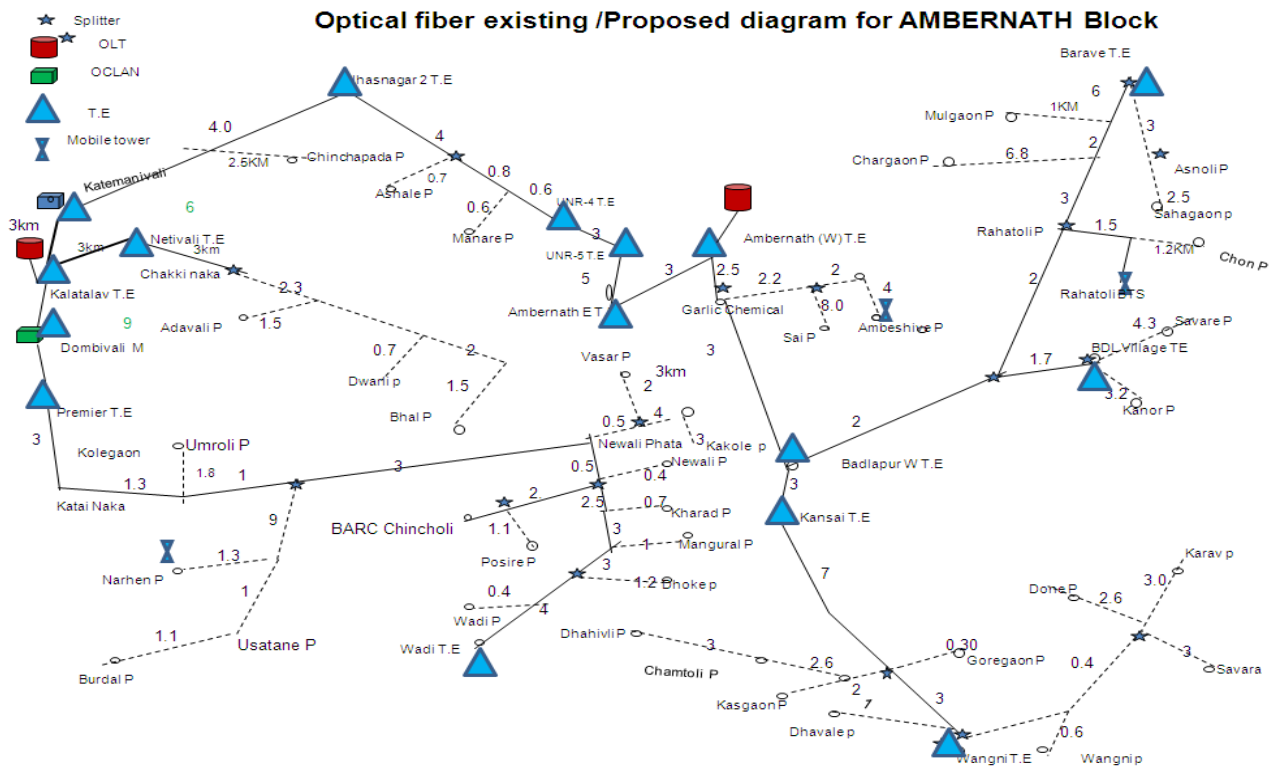 Optical fiber existing /Proposed diagram for AMBERNATH Block
Splitter
OLT
OCLAN
T.E
Mobile tower
lhasnagar 2 T.E
Barave T.E
6
1KM
Mulgaon P
4.0
4
2
3
Chinchapada P
2.5KM
0.8
6.8
Chargaon P
Asnoli P
0.7
Ashale P
Katemanivali
0.6
UNR-4 T.E
3
2.5
Sahagaon p
0.6
Manare P
6
3km
Netivali T.E
3km
3km
3
UNR-5 T.E
Ambernath (W) T.E
Rahatoli P
1.5
1.2KM
Chon P
Chakki naka
Kalatalav T.E
2.3
5
0
3
2.5
2.2
2
2
4
Rahatoli BTS
Ambernath E T
Garlic Chemical
8.0
Adavali P
1.5
9
Dombivali M
Sai P
Ambeshive P
4.3
Savare P
BDL Village TE
1.7
0.7
2
Vasar P
3
3km
Dwani p
1.5
2
3.2
Kanor P
Premier T.E
Bhal P
0.5
4
2
3
Kolegaon
Umroli P
Newali Phata
3
Kakole p
Badlapur W T.E
1.8
1
3
0.5
Newali P
0.4
3
1.3
Katai Naka
2
2.5
0.7
Kharad P
Kansai T.E
9
BARC Chincholi
1.1
3
1
Mangural P
1.3
Narhen P
Posire P
3
1.2
Dhoke p
7
Karav p
3.0
Done P
2.6
1
0.4
Wadi P
4
1.1
Usatane P
Wadi T.E
Dhahivli P
3
0.30
Goregaon P
0.4
3
Savara
Burdal P
Chamtoli P
2.6
Kasgaon P
2
1
3
Dhavale p
0.6
Wangni T.E
Wangni p